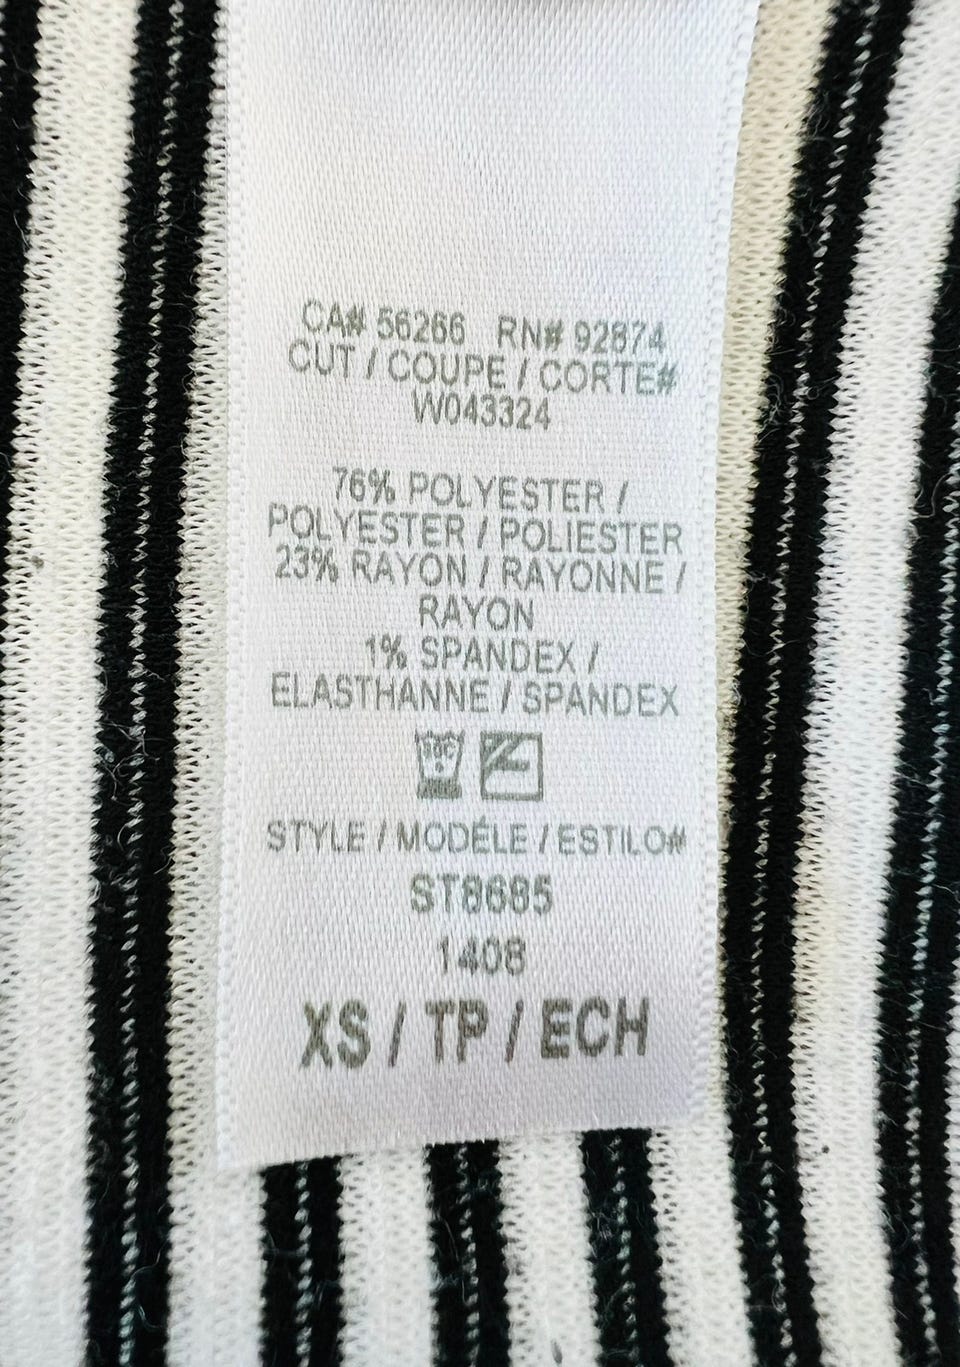 CA# 56266 RN# 92874
CUT / COUPE / CORTE#
W043324
76% POLYESTER /
POLYESTER / POLIESTER
23% RAYON / RAYONNE /
RAYON
1% SPANDEX /
ELASTHANNE / SPANDEX
STYLE / MODÉLE / ESTILO#
ST8685
1408
XS / TP / ECH